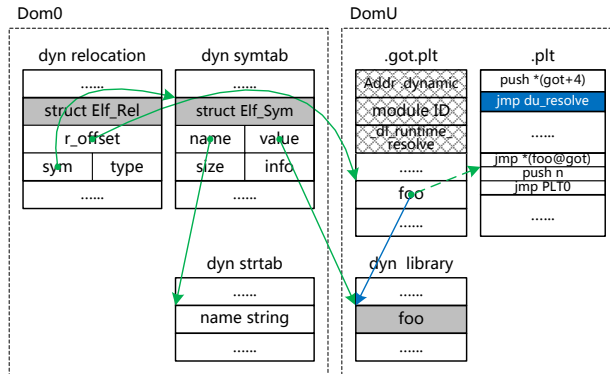 Dom0
dyn relocation
......
struct Elf_Rel
r_offset
sym
type
......
dyn symtab
......
struct Elf_Sym
name
value
size
info
......
dyn strtab
......
name string
......
DomU
.got.plt
Addr .dynamic
module ID
_dl_runtime_
resolve
......
foo
......
.plt
push *(got+4)
jmp du_resolve
......
jmp *(foo@got)
push n
jmp PLT0
......
dyn library
......
foo
......